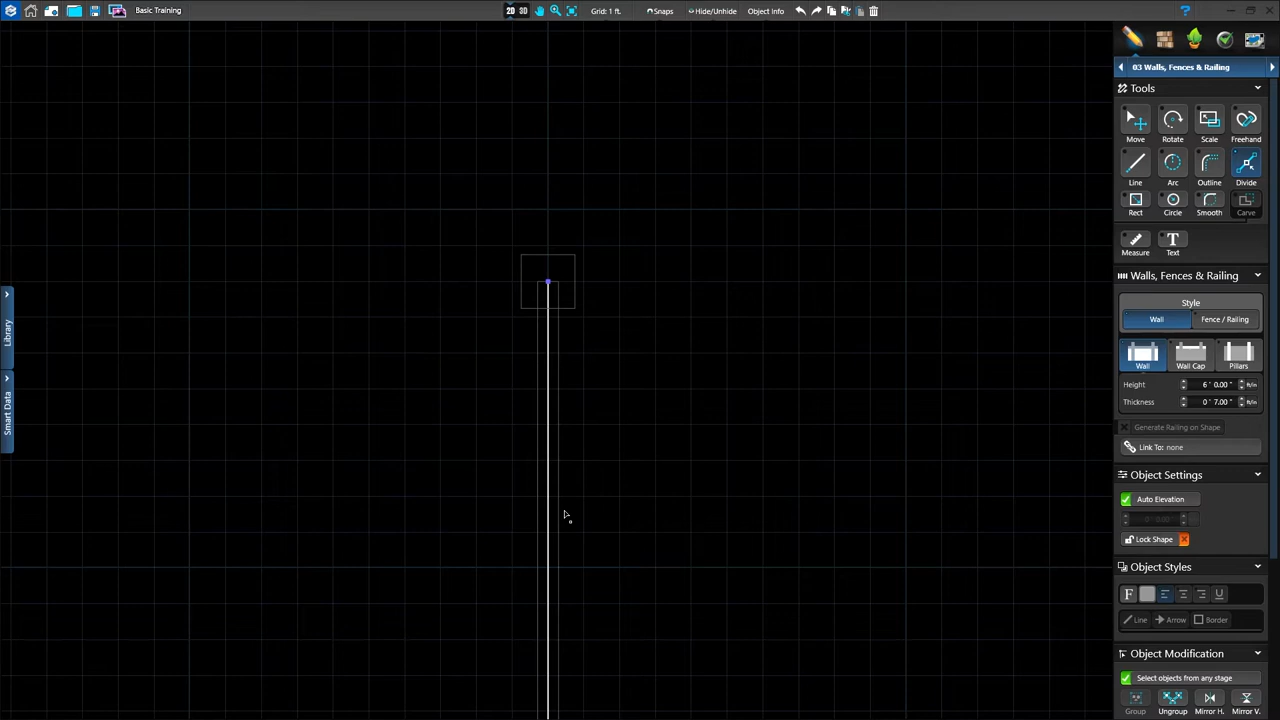 Basic Training
2D 3D
Grid: 1 ft.
Snaps
Hide/Unhide
Object Info
?
03 Walls, Fences & Railing
Tools
Move
Rotate
Scale
Freehand
Line
Arc
Outline
Divide
Rect
Circle
Smooth
Carve
Measure
Text
Library
Smart Data
Walls, Fences & Railing
Style
Wall
Fence / Railing
Wall
Wall Cap
Pillars
Height
6 ' 0.00 "
ft/in
Thickness
0 ' 7.00 "
ft/in
Generate Railing on Shape
Link To: none
Object Settings
Auto Elevation
Lock Shape
Object Styles
F
U
Line
Arrow
Border
Object Modification
Select objects from any stage
Group
Ungroup
Mirror H.
Mirror V.